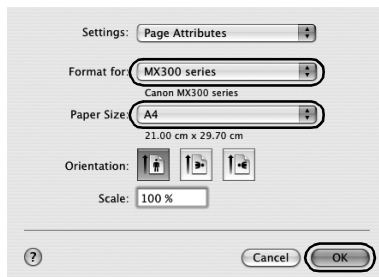 Settings: Page Attributes
Format for: MX300 series
Canon MX300 series
Paper Size: A4
21.00 cm x 29.70 cm
Orientation:
Scale: 100 %
? Cancel OK